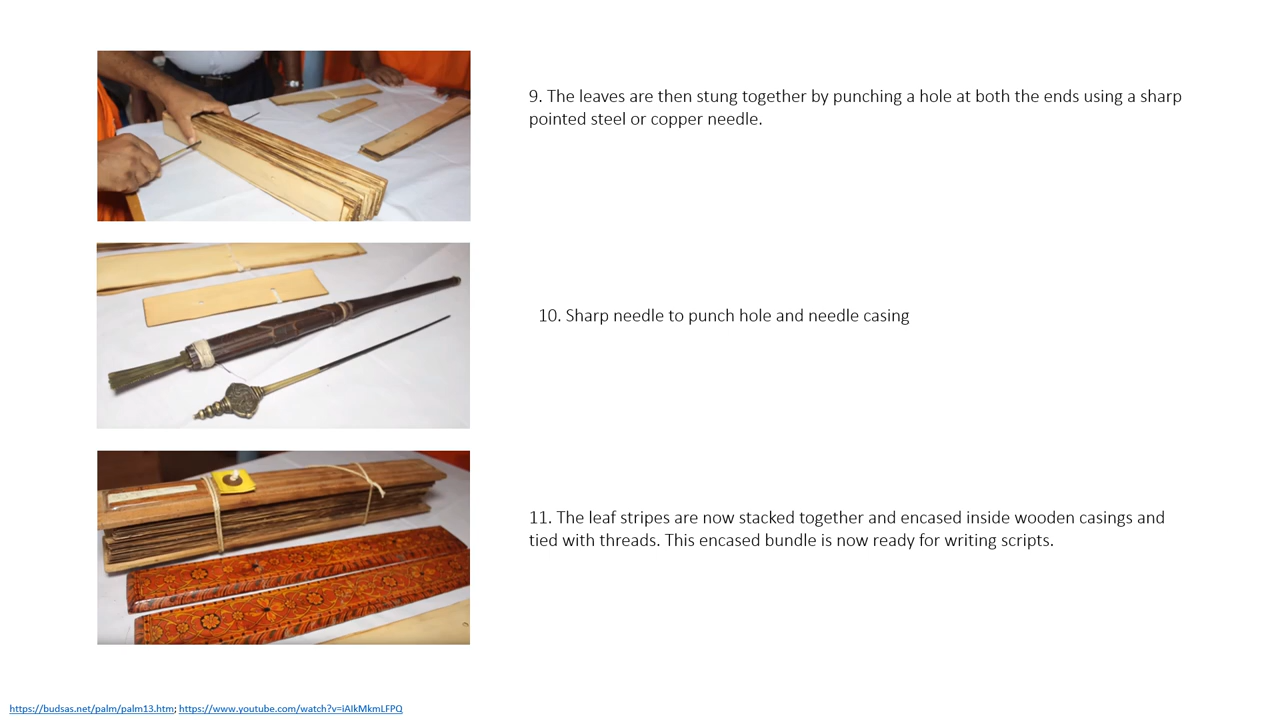 9. The leaves are then stung together by punching a hole at both the ends using a sharp
pointed steel or copper needle.
10. Sharp needle to punch hole and needle casing
11. The leaf stripes are now stacked together and encased inside wooden casings and
tied with threads. This encased bundle is now ready for writing scripts.
https://budsas.net/palm/palm13.htm; https://www.youtube.com/watch?v=iAIkMkmLFPQ